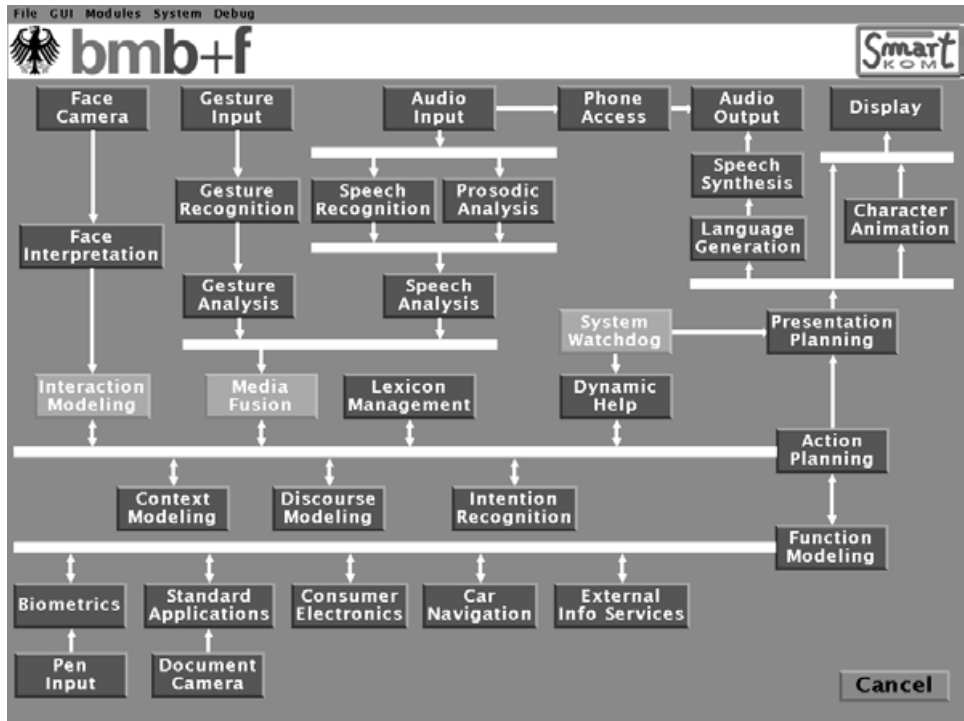 File GUI Modules System Debug
bmb+f
Smart
KOM
Face
Camera
Gesture
Input
Audio
Input
Phone
Access
Audio
Output
Display
Speech
Synthesis
Gesture
Recognition
Speech
Recognition
Prosodic
Analysis
Language
Generation
Character
Animation
Face
Interpretation
Gesture
Analysis
Speech
Analysis
System
Watchdog
Presentation
Planning
Interaction
Modeling
Media
Fusion
Lexicon
Management
Dynamic
Help
Action
Planning
Context
Modeling
Discourse
Modeling
Intention
Recognition
Function
Modeling
Biometrics
Standard
Applications
Consumer
Electronics
Car
Navigation
External
Info Services
Pen
Input
Document
Camera
Cancel